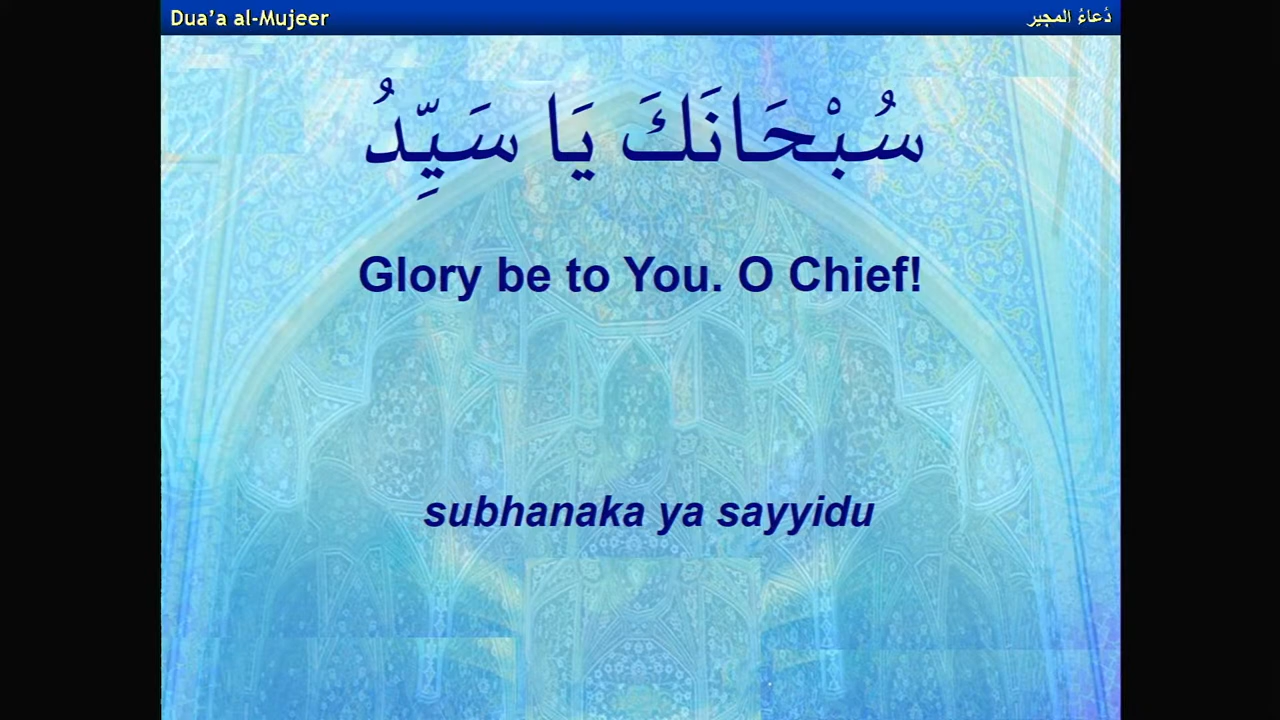 Dua’a al-Mujeer دُعاءُ المجير
سُبْحَانَكَ يَا سَيِّدُ
Glory be to You. O Chief!
subhanaka ya sayyidu